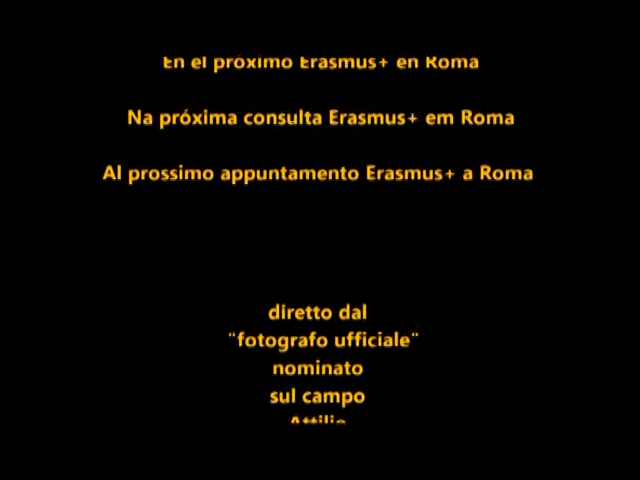 En el próximo Erasmus+ en Roma
Na próxima consulta Erasmus+ em Roma
Al prossimo appuntamento Erasmus+ a Roma
diretto dal
¨fotografo ufficiale¨
nominato
sul campo
Attilio